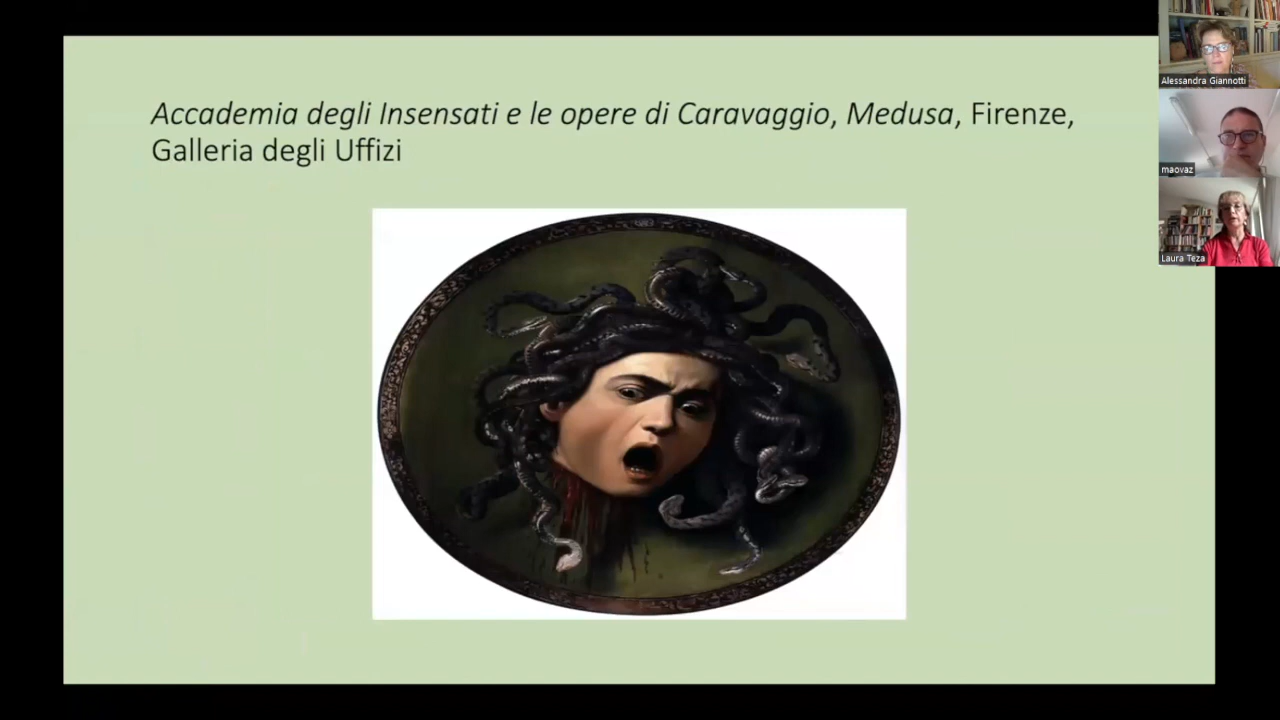 Accademia degli Insensati e le opere di Caravaggio, Medusa, Firenze,
Galleria degli Uffizi
Alessandra Giannotti
maovaz
Laura Teza